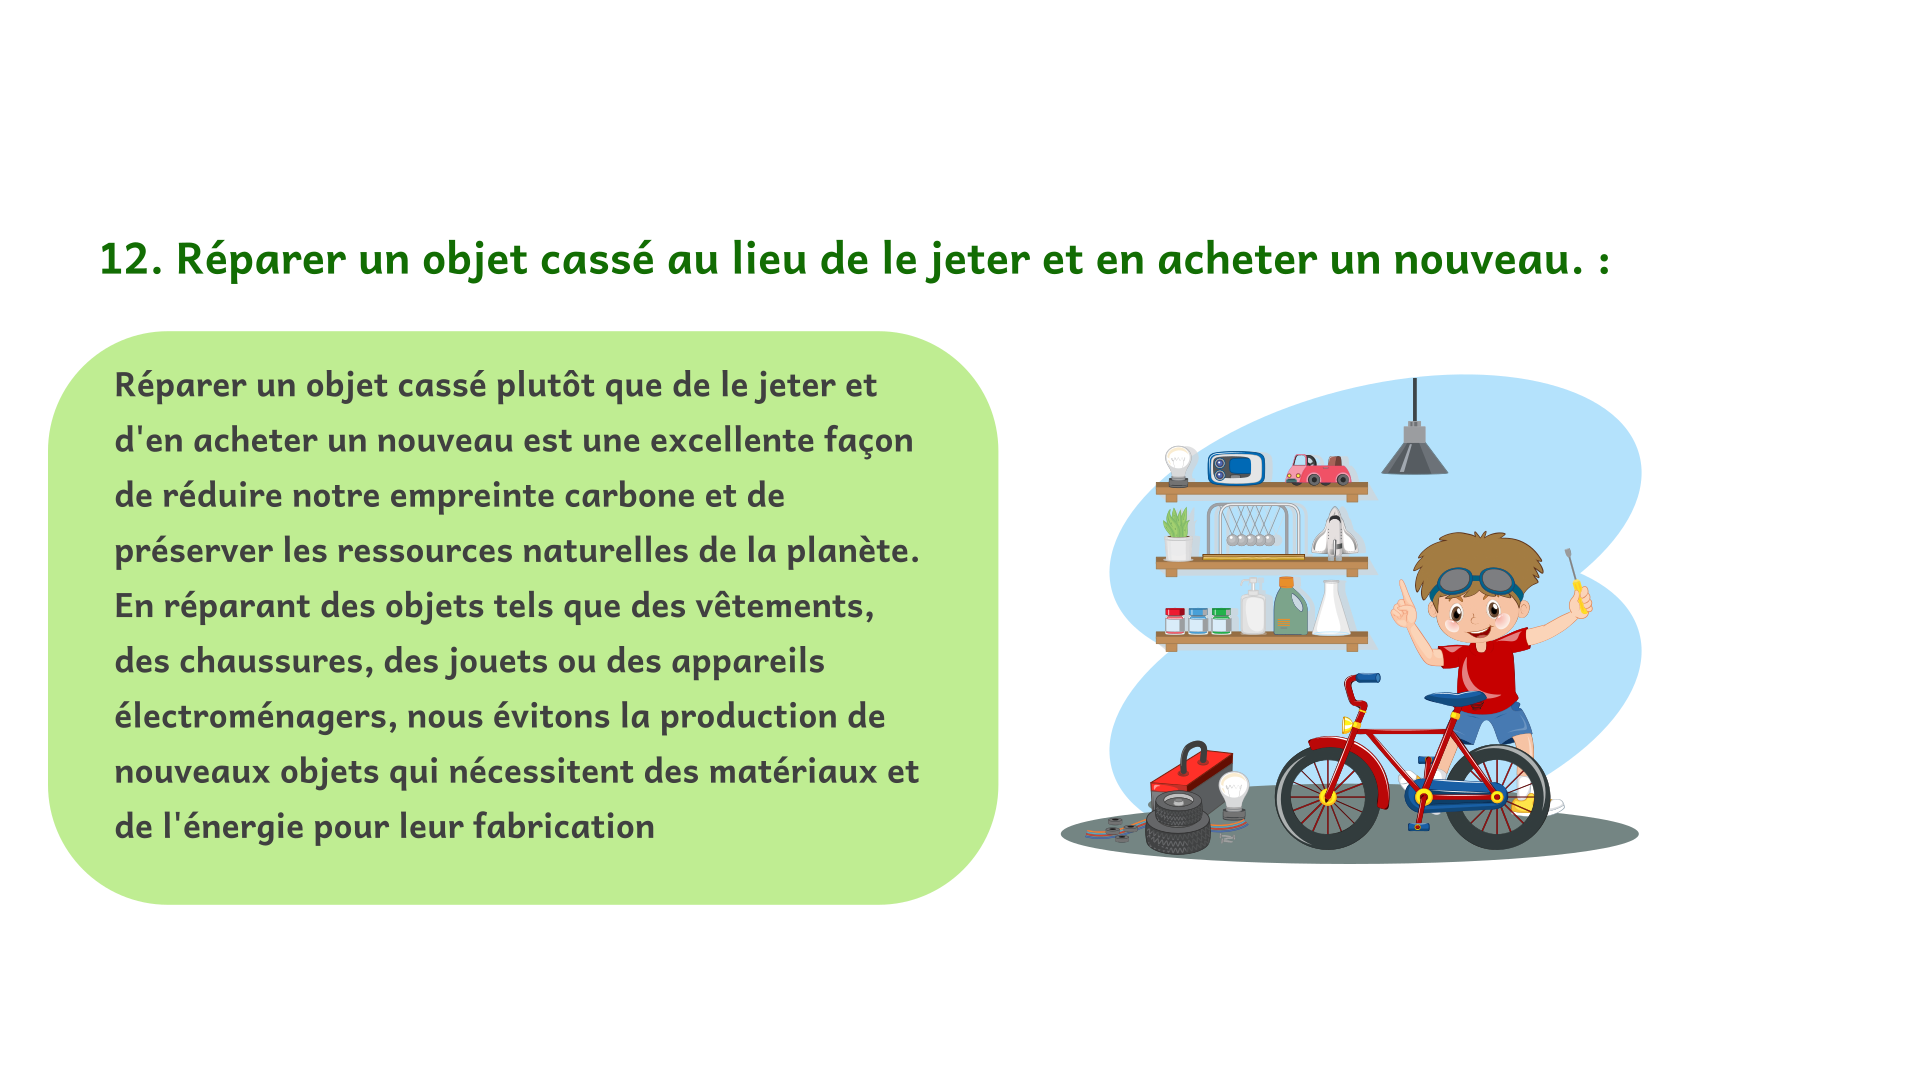 12. Réparer un objet cassé au lieu de le jeter et en acheter un nouveau. :
Réparer un objet cassé plutôt que de le jeter et
d'en acheter un nouveau est une excellente façon
de réduire notre empreinte carbone et de
préserver les ressources naturelles de la planète.
En réparant des objets tels que des vêtements,
des chaussures, des jouets ou des appareils
électroménagers, nous évitons la production de
nouveaux objets qui nécessitent des matériaux et
de l'énergie pour leur fabrication